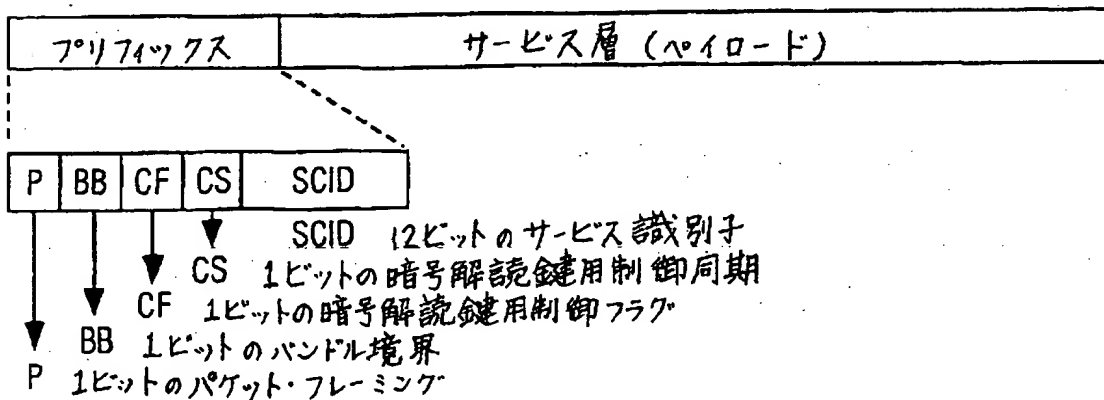 プリフィックス サービス層 (ペイロード)
P BB CF CS SCID
SCID 12ビットのサービス識別子
CS 1ビットの暗号解読鍵用制御同期
CF 1ビットの暗号解読鍵用制御フラグ
BB 1ビットのバンドル境界
P 1ビットのパケット・フレーミング